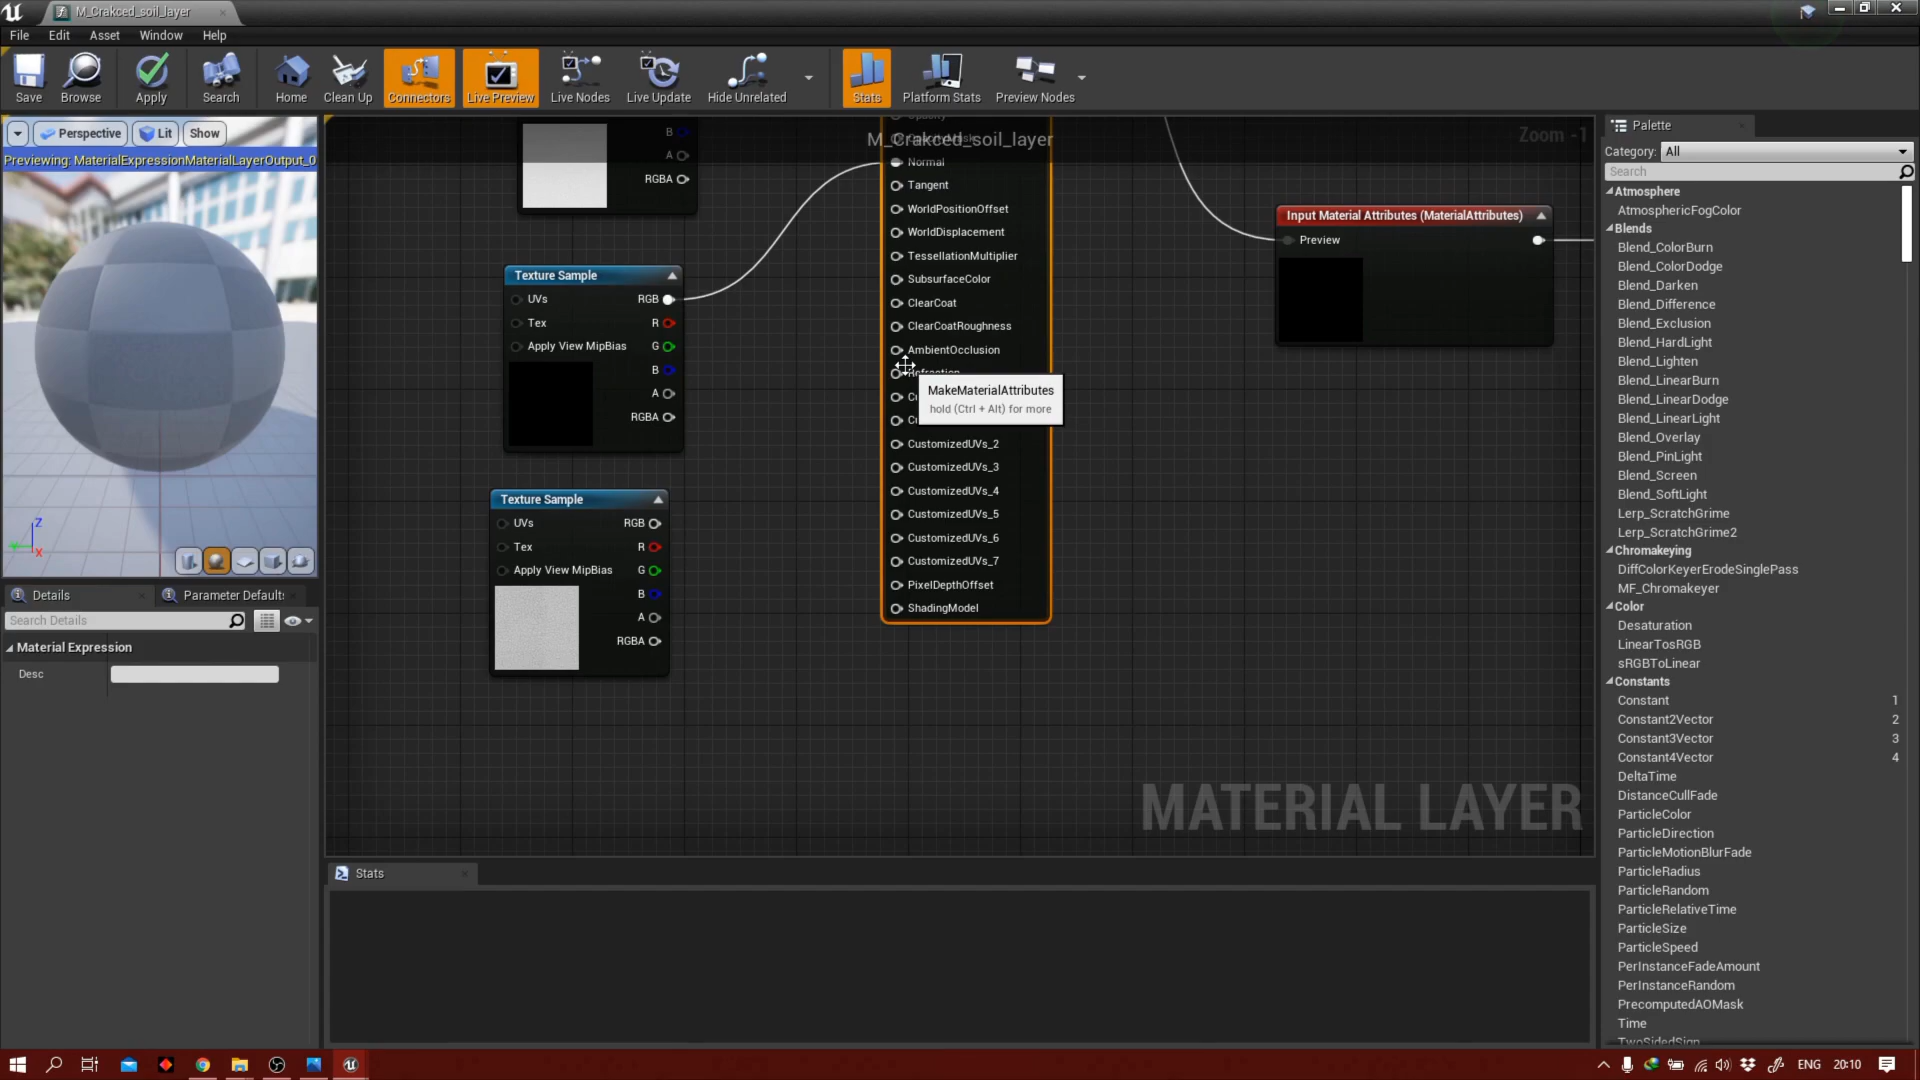 M_Crakced_soil_layer
File Edit Asset Window Help
Save Browse Apply Search Home Clean Up Connectors Live Preview Live Nodes Live Update Hide Unrelated Stats Platform Stats Preview Nodes
Perspective Lit Show
Previewing: MaterialExpressionMaterialLayerOutput_0
Z
X
Details
Parameter Defaults
Search Details
Material Expression
Desc
M_Crakced_soil_layer
Zoom -1
B
A
RGBA
Texture Sample
UVs RGB
Tex R
Apply View MipBias G
B
A
RGBA
Texture Sample
UVs RGB
Tex R
Apply View MipBias G
B
A
RGBA
Opacity
Normal
Tangent
WorldPositionOffset
WorldDisplacement
TessellationMultiplier
SubsurfaceColor
ClearCoat
ClearCoatRoughness
AmbientOcclusion
Refraction
MakeMaterialAttributes
hold (Ctrl + Alt) for more
CustomizedUVs_2
CustomizedUVs_3
CustomizedUVs_4
CustomizedUVs_5
CustomizedUVs_6
CustomizedUVs_7
PixelDepthOffset
ShadingModel
Input Material Attributes (MaterialAttributes)
Preview
MATERIAL LAYER
Stats
Palette
Category: All
Search
Atmosphere
AtmosphericFogColor
Blends
Blend_ColorBurn
Blend_ColorDodge
Blend_Darken
Blend_Difference
Blend_Exclusion
Blend_HardLight
Blend_Lighten
Blend_LinearBurn
Blend_LinearDodge
Blend_LinearLight
Blend_Overlay
Blend_PinLight
Blend_Screen
Blend_SoftLight
Lerp_ScratchGrime
Lerp_ScratchGrime2
Chromakeying
DiffColorKeyerErodeSinglePass
MF_Chromakeyer
Color
Desaturation
LinearTosRGB
sRGBToLinear
Constants
Constant 1
Constant2Vector 2
Constant3Vector 3
Constant4Vector 4
DeltaTime
DistanceCullFade
ParticleColor
ParticleDirection
ParticleMotionBlurFade
ParticleRadius
ParticleRandom
ParticleRelativeTime
ParticleSize
ParticleSpeed
PerInstanceFadeAmount
PerInstanceRandom
PrecomputedAOMask
Time
TwoSidedSign
ENG 20:10